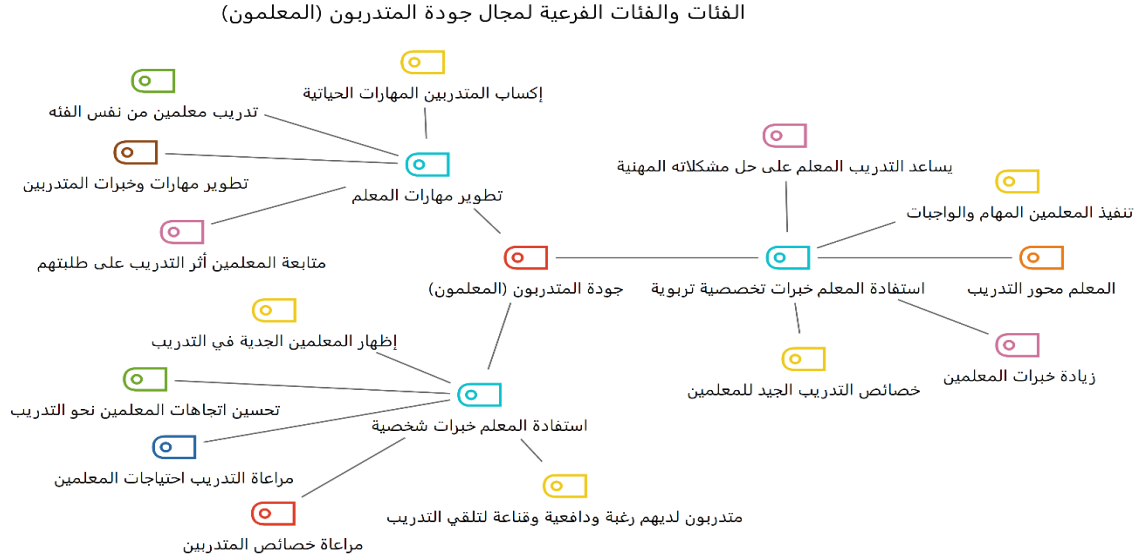 الفئات والفئات الفرعية لمجال جودة المتدربون (المعلمون)
إكساب المتدربين المهارات الحياتية
تدريب معلمين من نفس الفئه
يساعد التدريب المعلم على حل مشكلاته المهنية
تطوير مهارات وخبرات المتدربين
تطوير مهارات المعلم
تنفيذ المعلمين المهام والواجبات
متابعة المعلمين أثر التدريب على طلبتهم
المعلم محور التدريب
استفادة المعلم خبرات تخصصية تربوية
جودة المتدربون (المعلمون)
إظهار المعلمين الجدية في التدريب
زيادة خبرات المعلمين
خصائص التدريب الجيد للمعلمين
تحسين اتجاهات المعلمين نحو التدريب
استفادة المعلم خبرات شخصية
مراعاة التدريب احتياجات المعلمين
متدربون لديهم رغبة ودافعية وقناعة لتلقي التدريب
مراعاة خصائص المتدربين